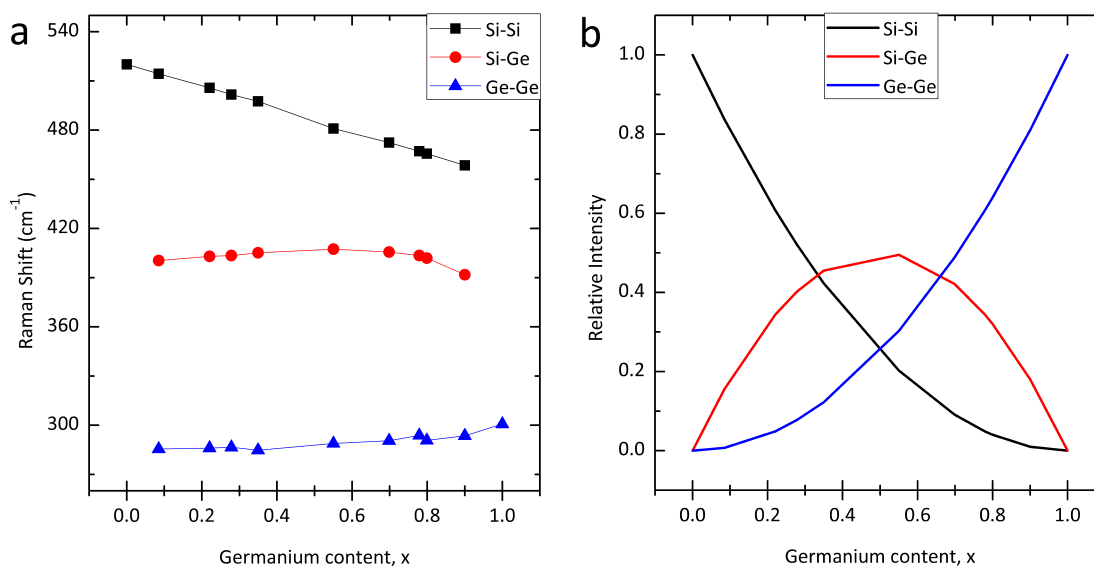 a
Si-Si
Si-Ge
Ge-Ge
540
480
420
360
300
Raman Shift (cm⁻¹)
0.0 0.2 0.4 0.6 0.8 1.0
Germanium content, x
b
Si-Si
Si-Ge
Ge-Ge
1.0
0.8
0.6
0.4
0.2
0.0
Relative Intensity
0.0 0.2 0.4 0.6 0.8 1.0
Germanium content, x